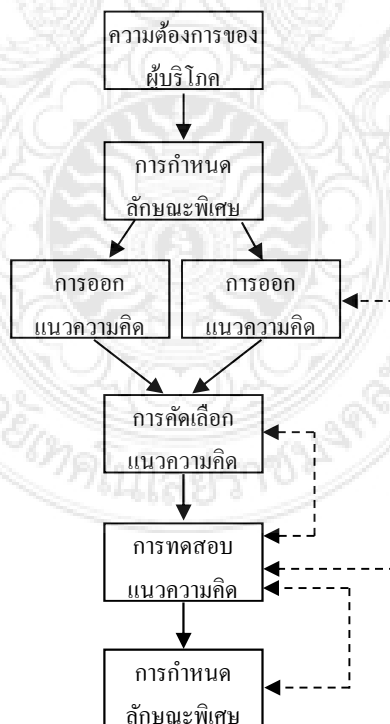 ความต้องการของ
ผู้บริโภค
การกำหนด
ลักษณะพิเศษ
การออก
แนวความคิด
การออก
แนวความคิด
การคัดเลือก
แนวความคิด
การทดสอบ
แนวความคิด
การกำหนด
ลักษณะพิเศษ